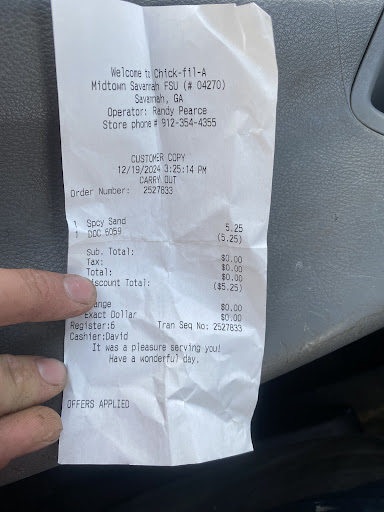 Welcome to Chick-fil-A
Midtown Savannah FSU (# 04270)
Savannah, GA
Operator: Randy Pearce
Store phone # 912-354-4355
CUSTOMER COPY
12/19/2024 3:25:14 PM
CARRY OUT
Order Number: 2527833
1 Spcy Sand 5.25
1 DOC 6059 (5.25)
Sub. Total: $0.00
Tax: $0.00
Total: $0.00
iscount Total: ($5.25)
ange $0.00
Exact Dollar $0.00
Register:6 Tran Seq No: 2527833
Cashier:David
It was a pleasure serving you!
Have a wonderful day.
OFFERS APPLIED